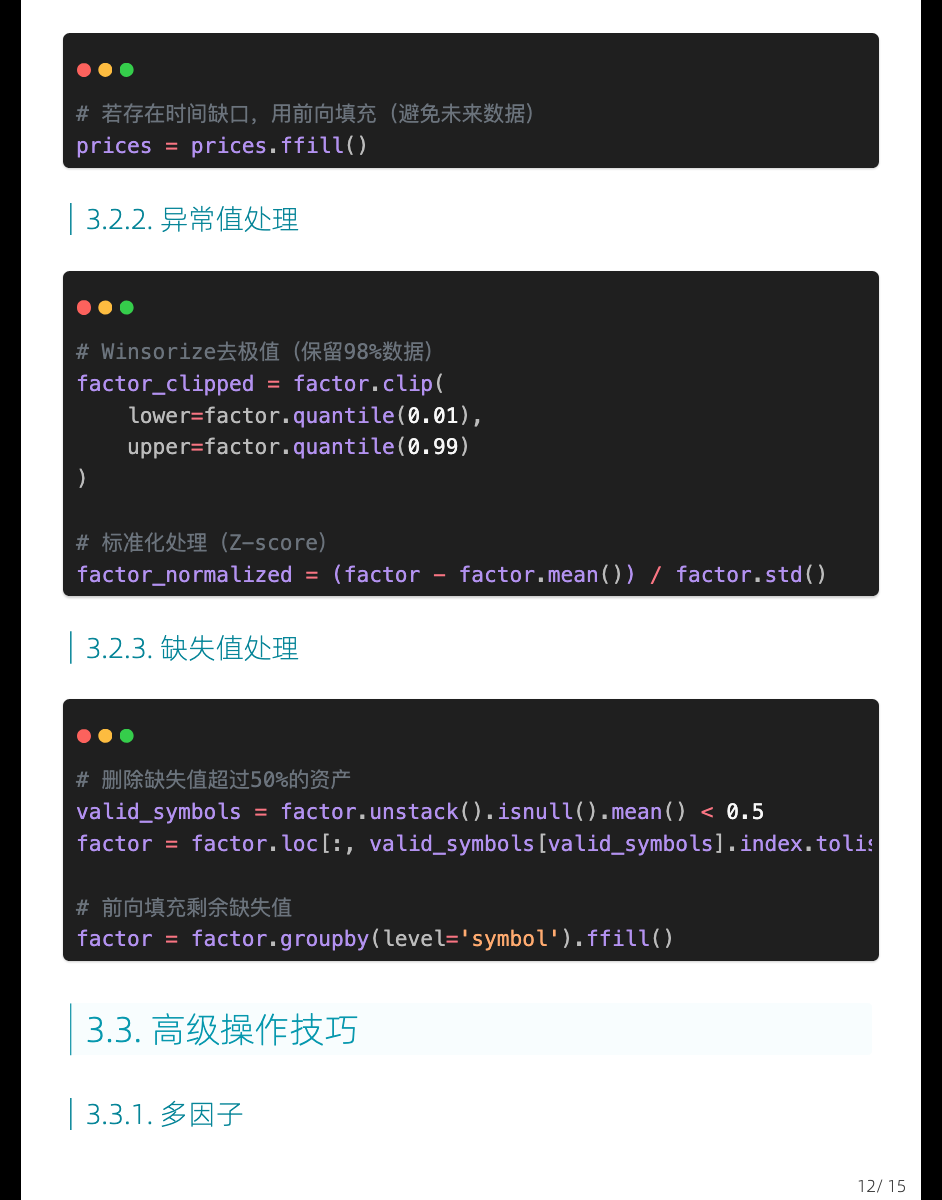 # 若存在时间缺口，用前向填充（避免未来数据）
prices = prices.ffill()
3.2.2. 异常值处理
# Winsorize去极值（保留98%数据）
factor_clipped = factor.clip(
    lower=factor.quantile(0.01),
    upper=factor.quantile(0.99)
)
# 标准化处理（Z-score）
factor_normalized = (factor - factor.mean()) / factor.std()
3.2.3. 缺失值处理
# 删除缺失值超过50%的资产
valid_symbols = factor.unstack().isnull().mean() < 0.5
factor = factor.loc[:, valid_symbols[valid_symbols].index.tolis
# 前向填充剩余缺失值
factor = factor.groupby(level='symbol').ffill()
3.3. 高级操作技巧
3.3.1. 多因子
12/ 15